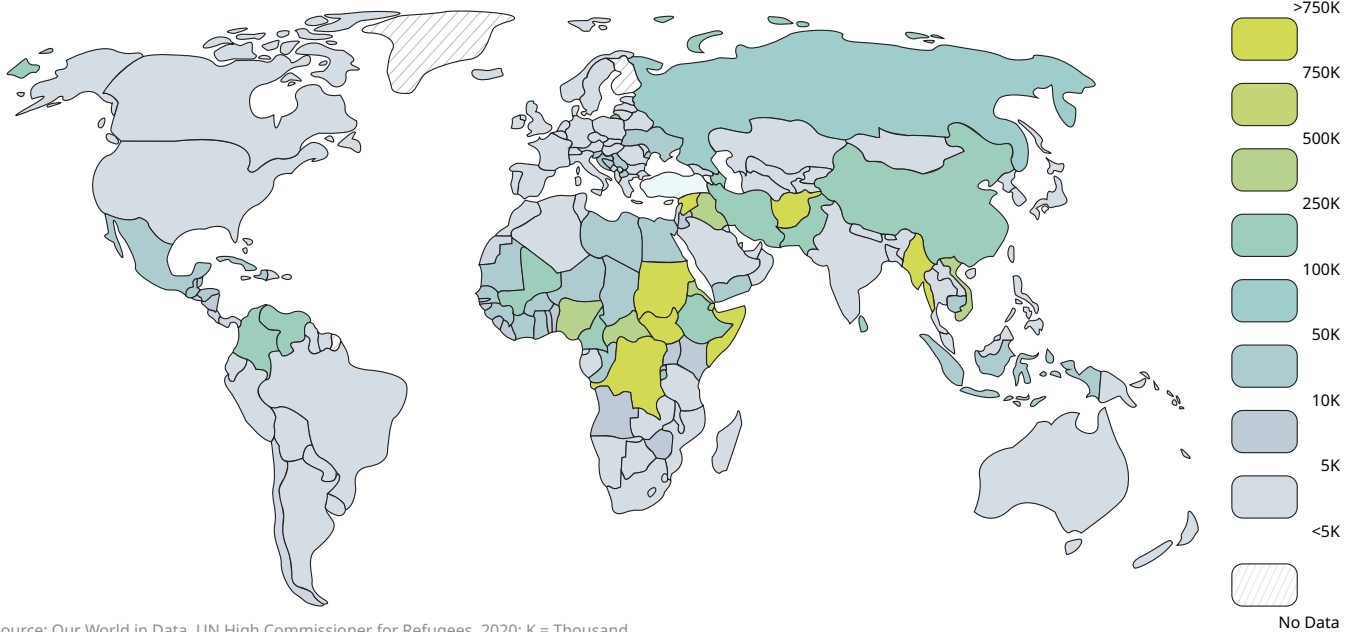 >750K
750K
500K
250K
100K
50K
10K
5K
<5K
No Data
ource: Our World in Data, UN High Commissioner for Refugees, 2020; K = Thousand